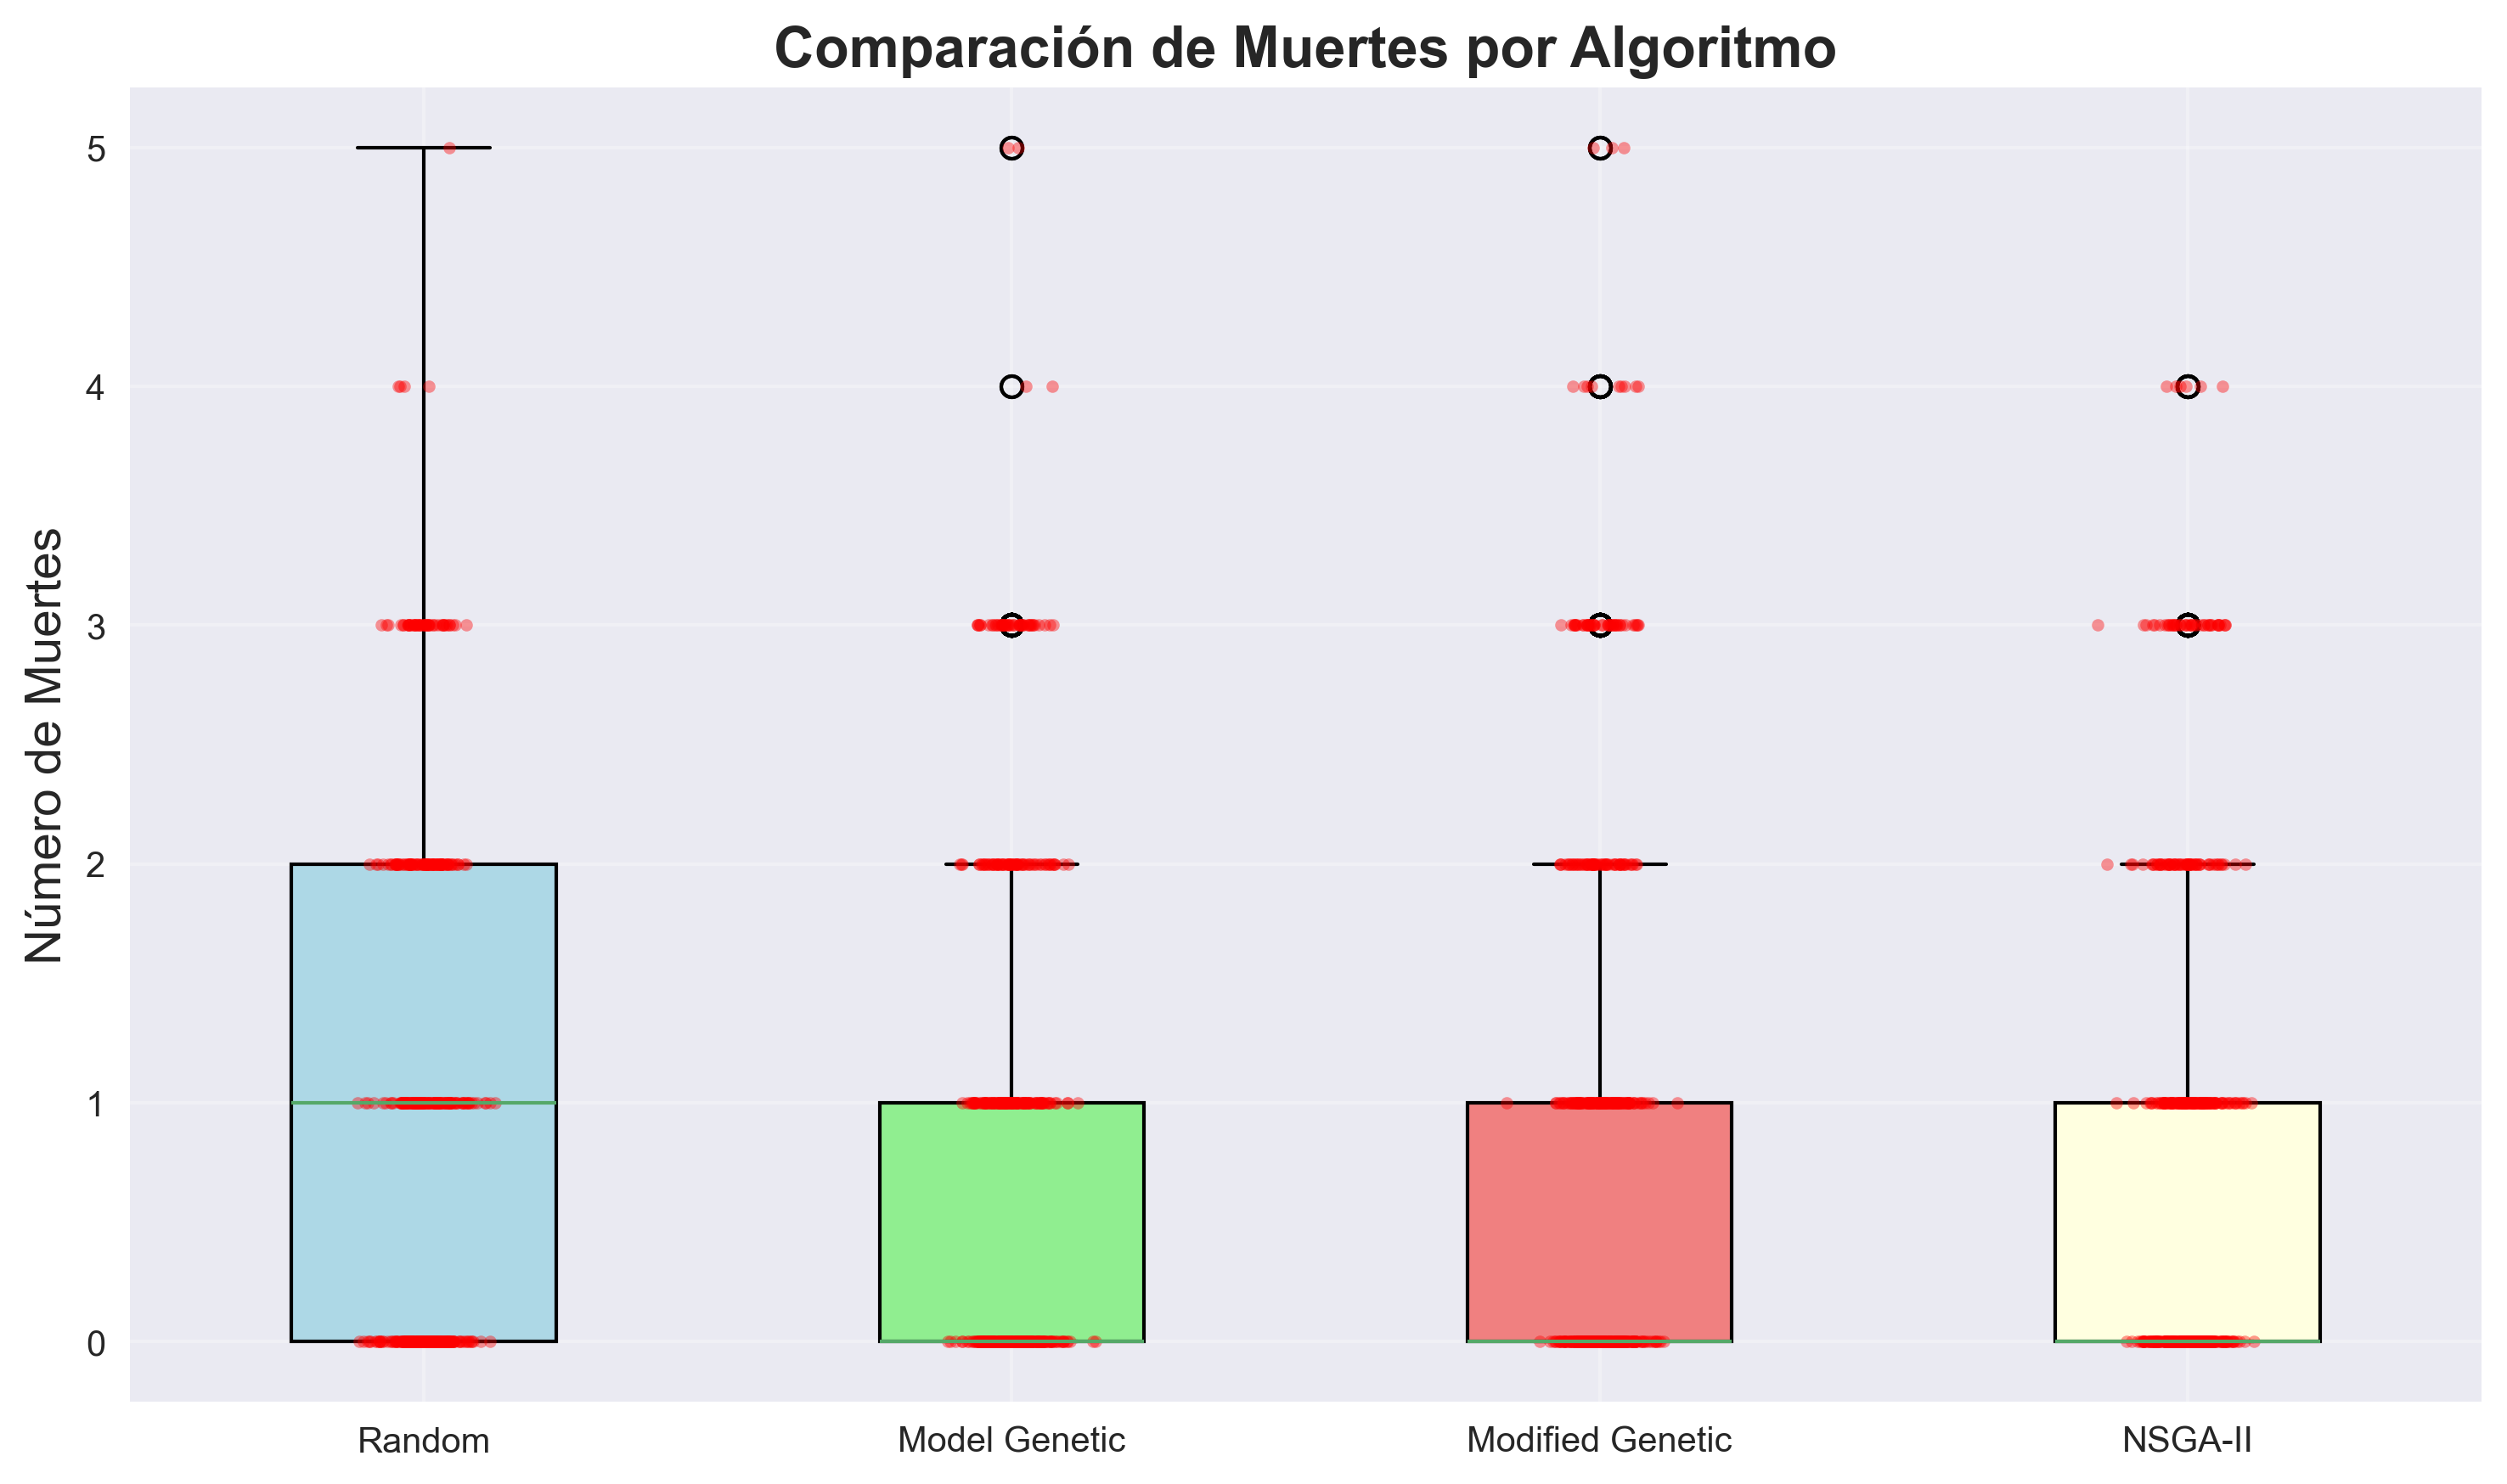 Comparación de Muertes por Algoritmo
Número de Muertes
5
4
3
2
1
0
Random
Model Genetic
Modified Genetic
NSGA-II